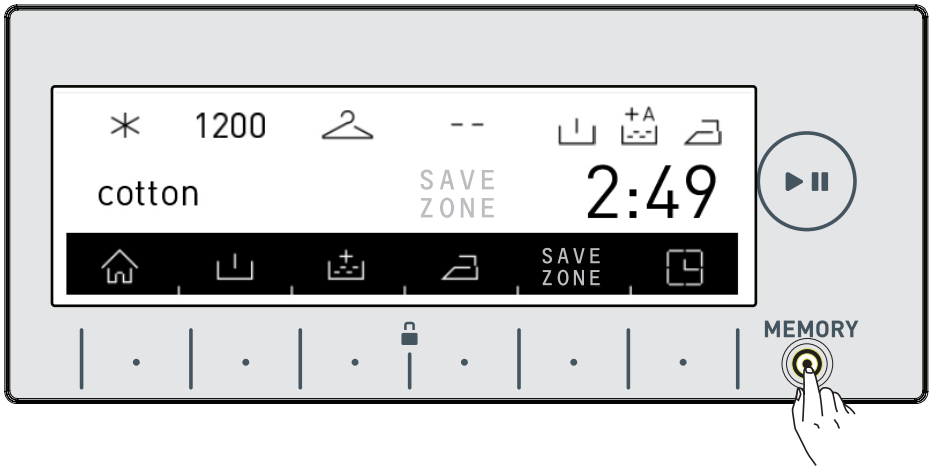 1200
--
+A
cotton
SAVE
ZONE
2:49
SAVE
ZONE
MEMORY